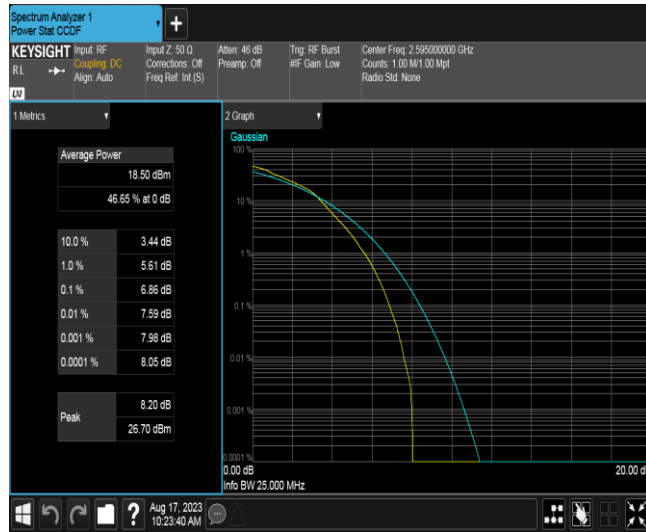 Spectrum Analyzer 1
Power Stat CCDF
+
KEYSIGHT
RL
LXI
Input: RF
Coupling: DC
Align: Auto
Input Z: 50 Ω
Corrections: Off
Freq Ref: Int (S)
Atten: 46 dB
Preamp: Off
Trig: RF Burst
#IF Gain: Low
Center Freq: 2.595000000 GHz
Counts: 1.00 M/1.00 Mpt
Radio Std: None
1 Metrics
Average Power
18.50 dBm
46.65 % at 0 dB
10.0 % 3.44 dB
1.0 % 5.61 dB
0.1 % 6.86 dB
0.01 % 7.59 dB
0.001 % 7.98 dB
0.0001 % 8.05 dB
Peak
8.20 dB
26.70 dBm
2 Graph
Gaussian
100 %
10 %
1 %
0.1 %
0.01 %
0.001 %
0.0001 %
0.00 dB
20.00 d
Info BW 25.000 MHz
?
Aug 17, 2023
10:23:40 AM